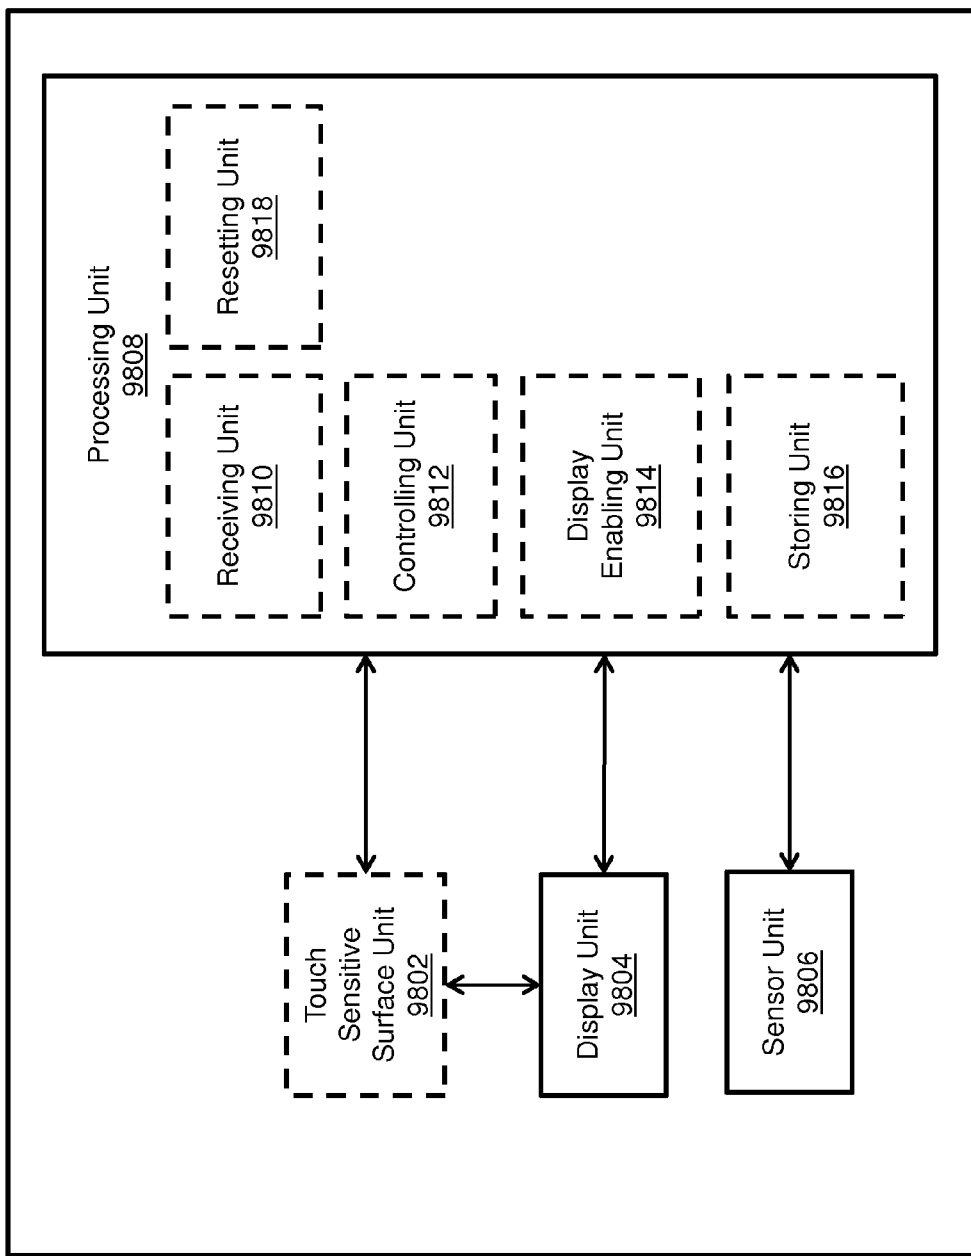 Processing Unit
9808
Receiving Unit
9810
Resetting Unit
9818
Controlling Unit
9812
Display
Enabling Unit
9814
Storing Unit
9816
Touch
Sensitive
Surface Unit
9802
Display Unit
9804
Sensor Unit
9806